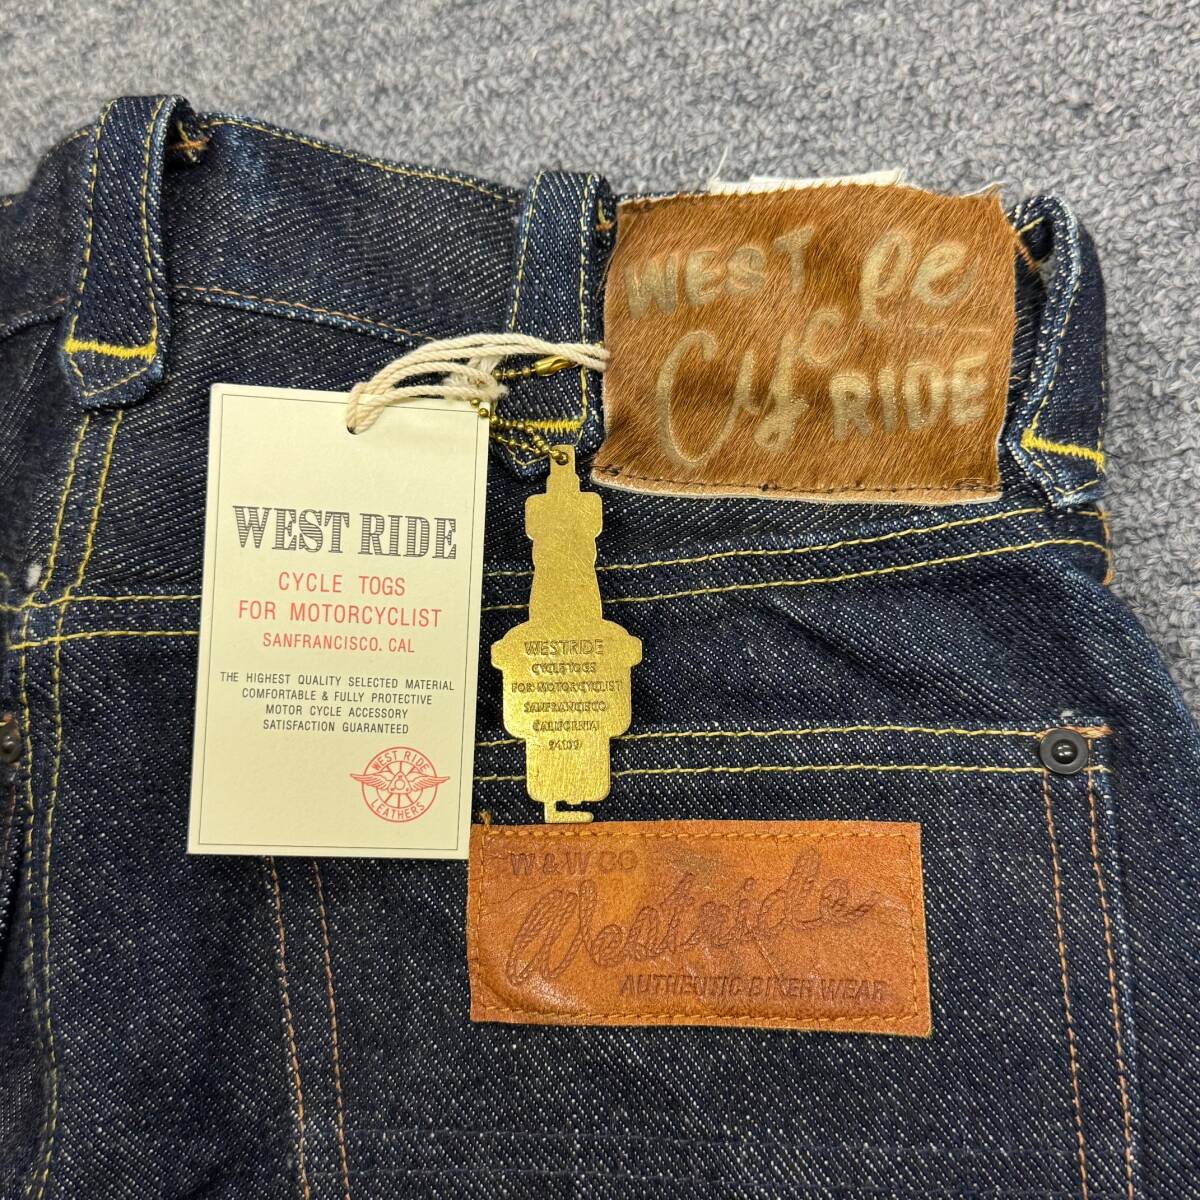 WEST RIDE
Cycle
WEST RIDE
CYCLE TOGS
FOR MOTORCYCLIST
SANFRANCISCO. CAL
THE HIGHEST QUALITY SELECTED MATERIAL
COMFORTABLE & FULLY PROTECTIVE
MOTOR CYCLE ACCESSORY
SATISFACTION GUARANTEED
WEST RIDE
LEATHERS
WESTRIDE
CYCLE TOGS
FOR MOTORCYCLIST
SANFRANCISCO
CALIFORNIA
W & W CO
Westride
AUTHENTIC BIKER WEAR